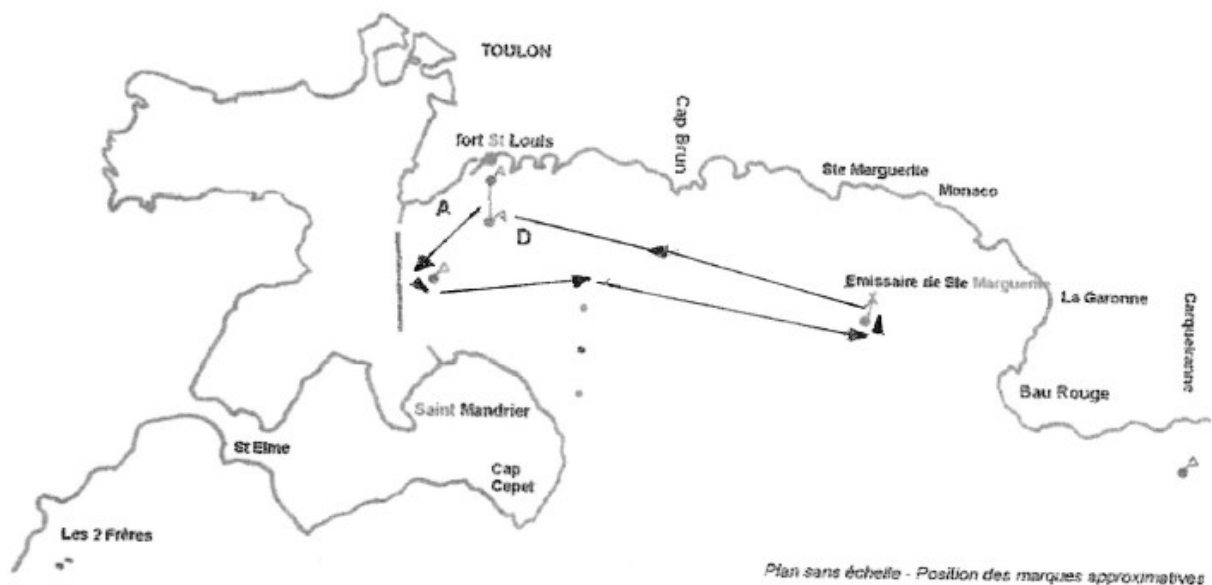 TOULON
fort St Louis
Cap Brun
Ste Marguerite
Monaco
A
D
Emissaire de Ste Marguerite
La Garonne
Carqueiranne
Bau Rouge
Saint Mandrier
St Elme
Cap
Cepet
Les 2 Frères
Plan sans échelle - Position des marques approximatives